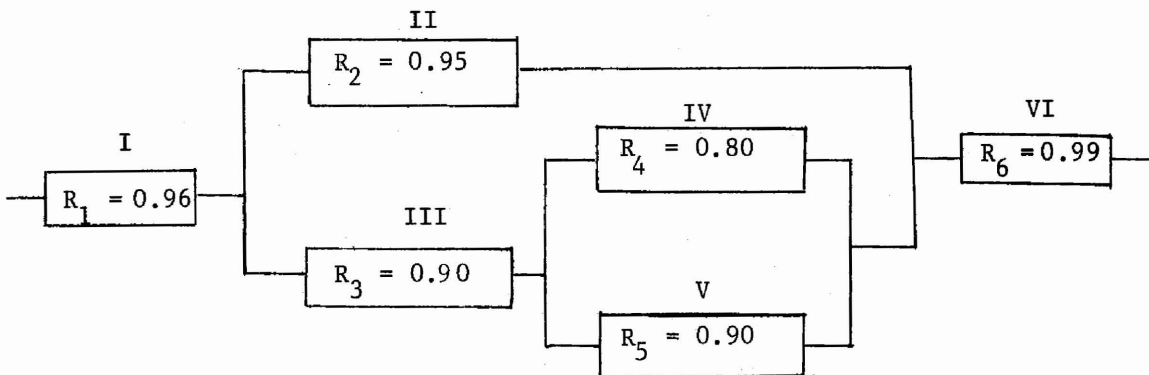 II
R₂ = 0.95
IV
VI
I
R₄ = 0.80
R₆ = 0.99
R₁ = 0.96
III
R₃ = 0.90
V
R₅ = 0.90